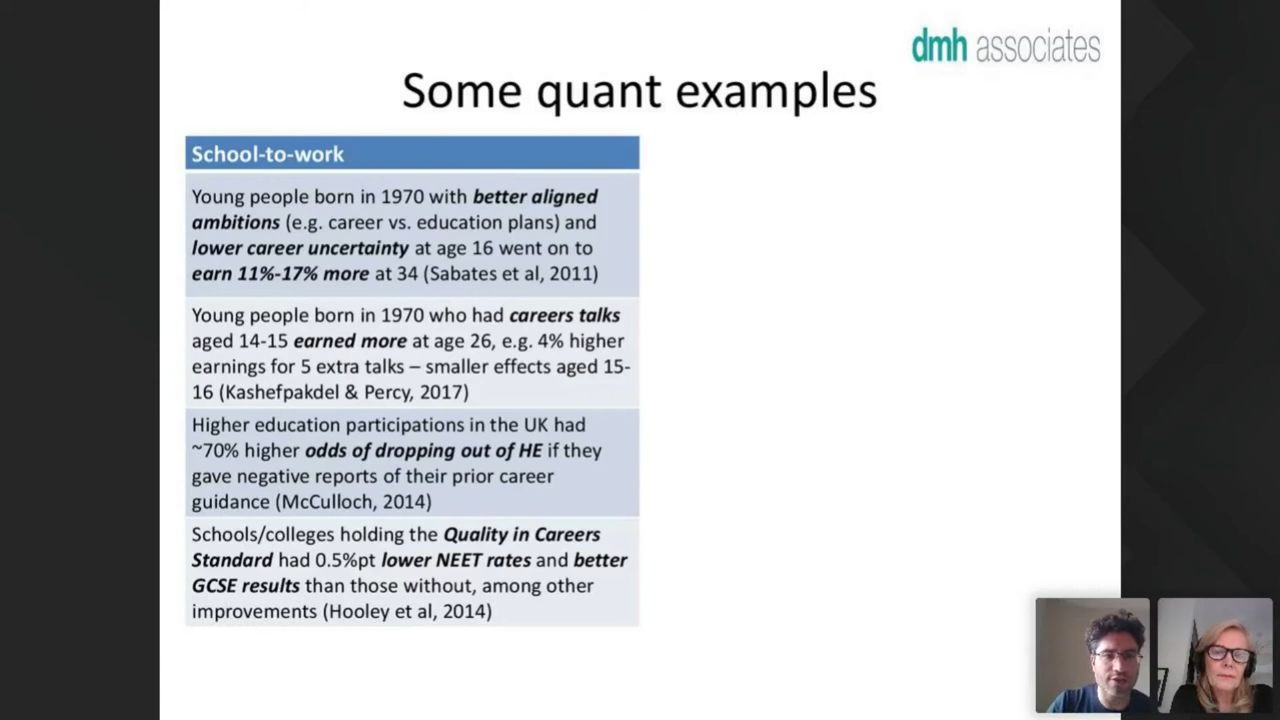 dmh associates
Some quant examples
School-to-work
Young people born in 1970 with better aligned
ambitions (e.g. career vs. education plans) and
lower career uncertainty at age 16 went on to
earn 11%-17% more at 34 (Sabates et al, 2011)
Young people born in 1970 who had careers talks
aged 14-15 earned more at age 26, e.g. 4% higher
earnings for 5 extra talks – smaller effects aged 15-
16 (Kashefpakdel & Percy, 2017)
Higher education participations in the UK had
~70% higher odds of dropping out of HE if they
gave negative reports of their prior career
guidance (McCulloch, 2014)
Schools/colleges holding the Quality in Careers
Standard had 0.5%pt lower NEET rates and better
GCSE results than those without, among other
improvements (Hooley et al, 2014)